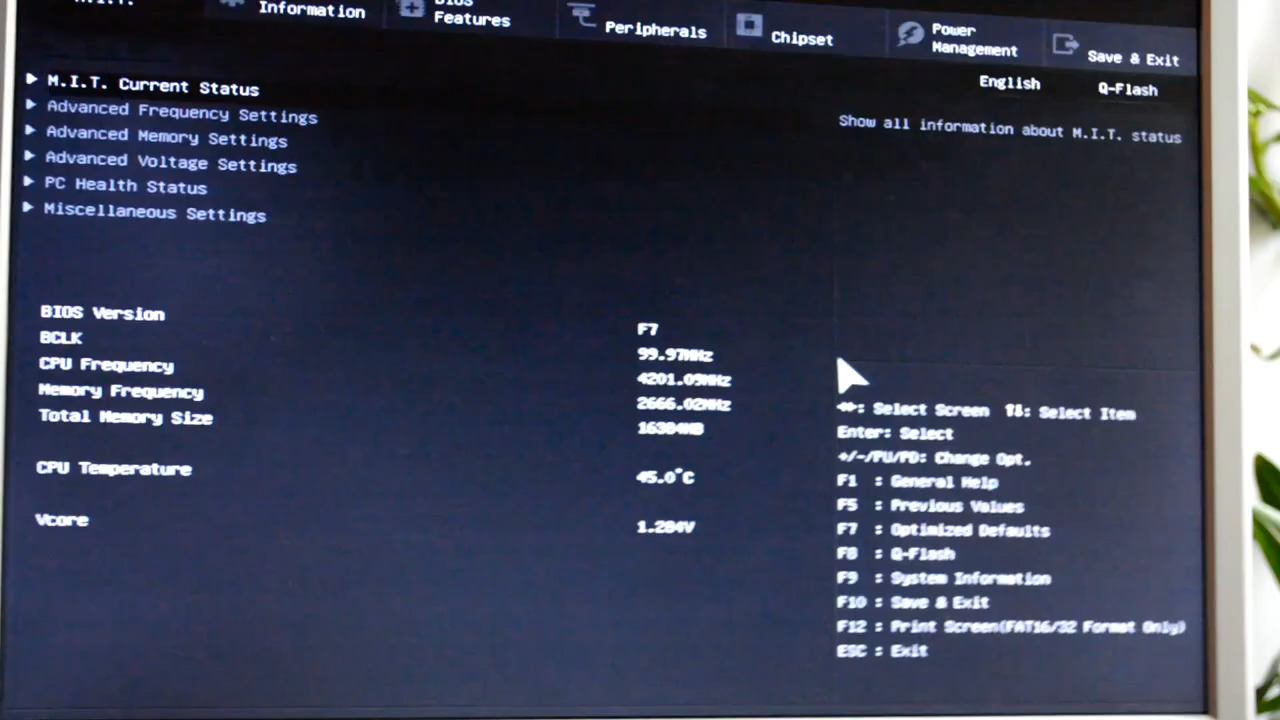 M.I.T.
Information
BIOS Features
Peripherals
Chipset
Power Management
Save & Exit
English
Q-Flash
M.I.T. Current Status
Advanced Frequency Settings
Advanced Memory Settings
Advanced Voltage Settings
PC Health Status
Miscellaneous Settings
Show all information about M.I.T. status
BIOS Version F7
BCLK 99.97MHz
CPU Frequency 4201.09MHz
Memory Frequency 2666.02MHz
Total Memory Size 16384MB
CPU Temperature 45.0°C
Vcore 1.284V
: Select Screen : Select Item
Enter: Select
+/-/PU/PD: Change Opt.
F1 : General Help
F5 : Previous Values
F7 : Optimized Defaults
F8 : Q-Flash
F9 : System Information
F10 : Save & Exit
F12 : Print Screen(FAT16/32 Format Only)
ESC : Exit